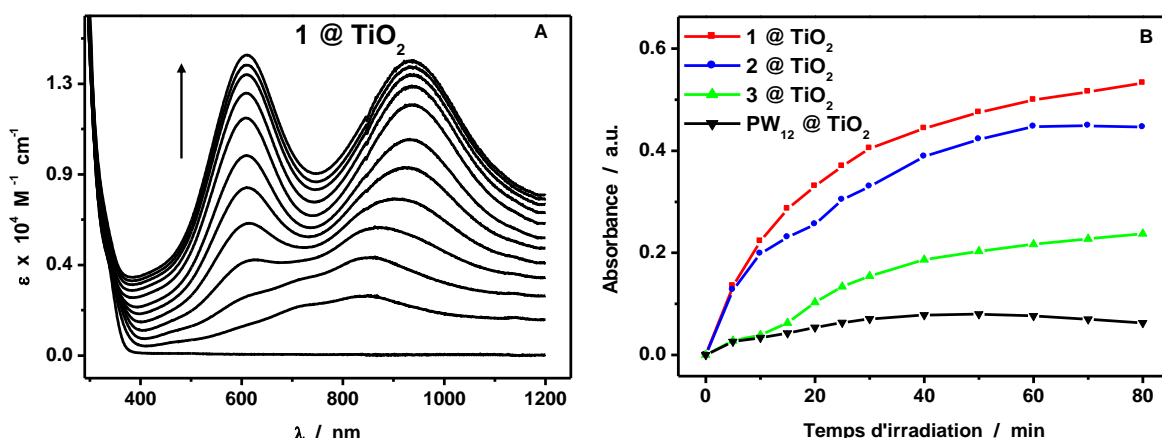 1 @ TiO₂
A
ε x 10⁴ M⁻¹ cm⁻¹
1.3
0.9
0.4
0.0
400
600
800
1000
1200
λ / nm
B
1 @ TiO₂
2 @ TiO₂
3 @ TiO₂
PW₁₂ @ TiO₂
Absorbance / a.u.
0.6
0.4
0.2
0.0
0
20
40
60
80
Temps d'irradiation / min